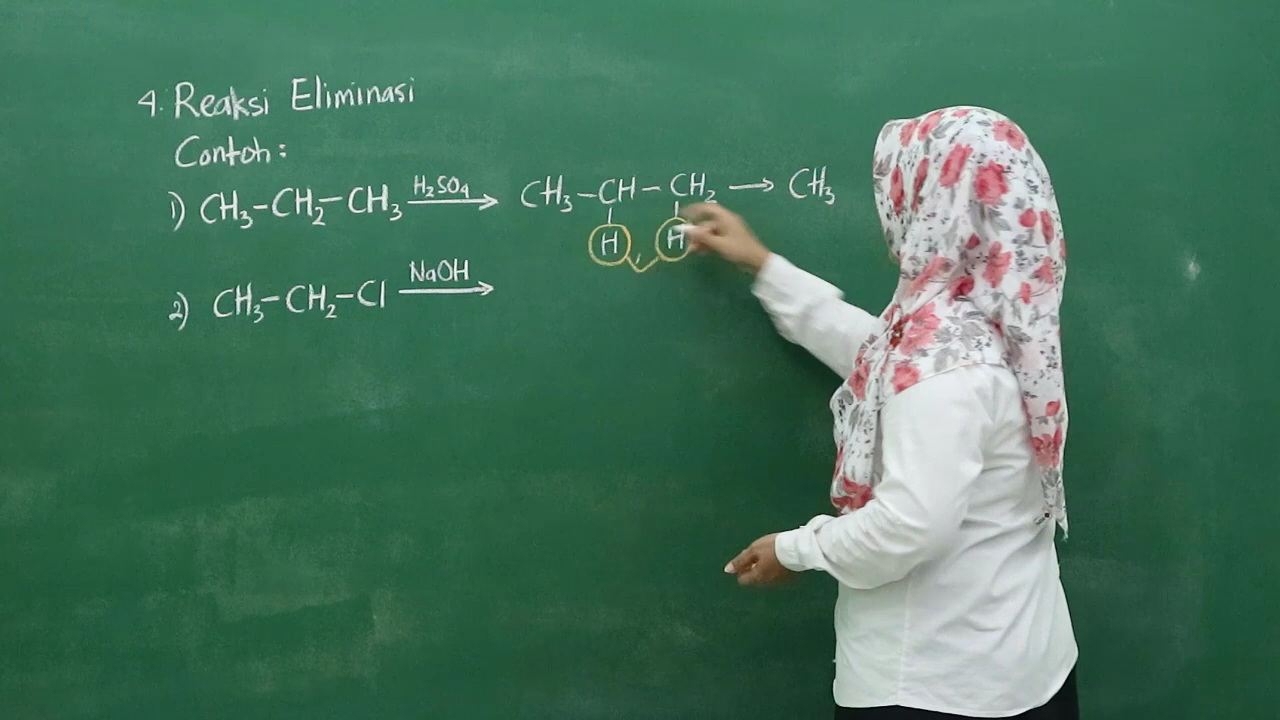 4. Reaksi Eliminasi
Contoh:
1) CH₃-CH₂-CH₃ H₂SO₄→ CH₃-CH-CH₂ → CH₃
H H
2) CH₃-CH₂-Cl NaOH→